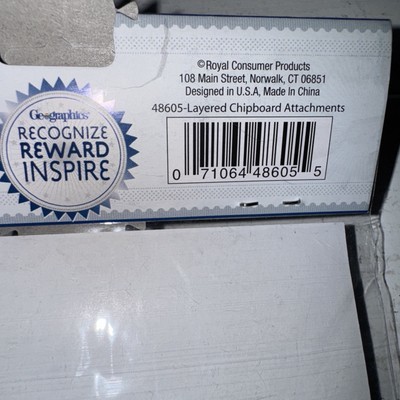 ©Royal Consumer Products
108 Main Street, Norwalk, CT 06851
Designed in U.S.A, Made In China
48605-Layered Chipboard Attachments
Geographics®
RECOGNIZE
REWARD
INSPIRE
0 71064 48605 5